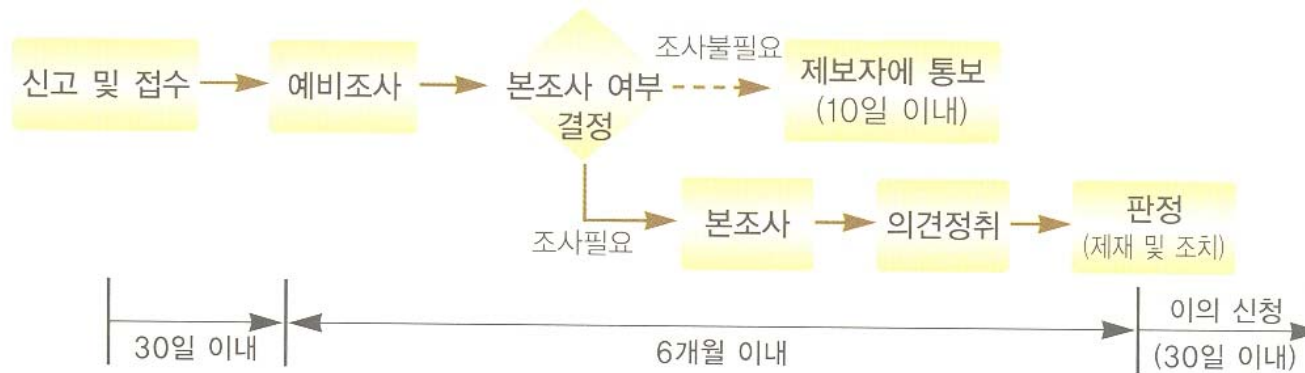 신고 및 접수
예비조사
본조사 여부
결정
조사불필요
제보자에 통보
(10일 이내)
조사필요
본조사
의견정취
판정
(제재 및 조치)
30일 이내
6개월 이내
이의 신청
(30일 이내)